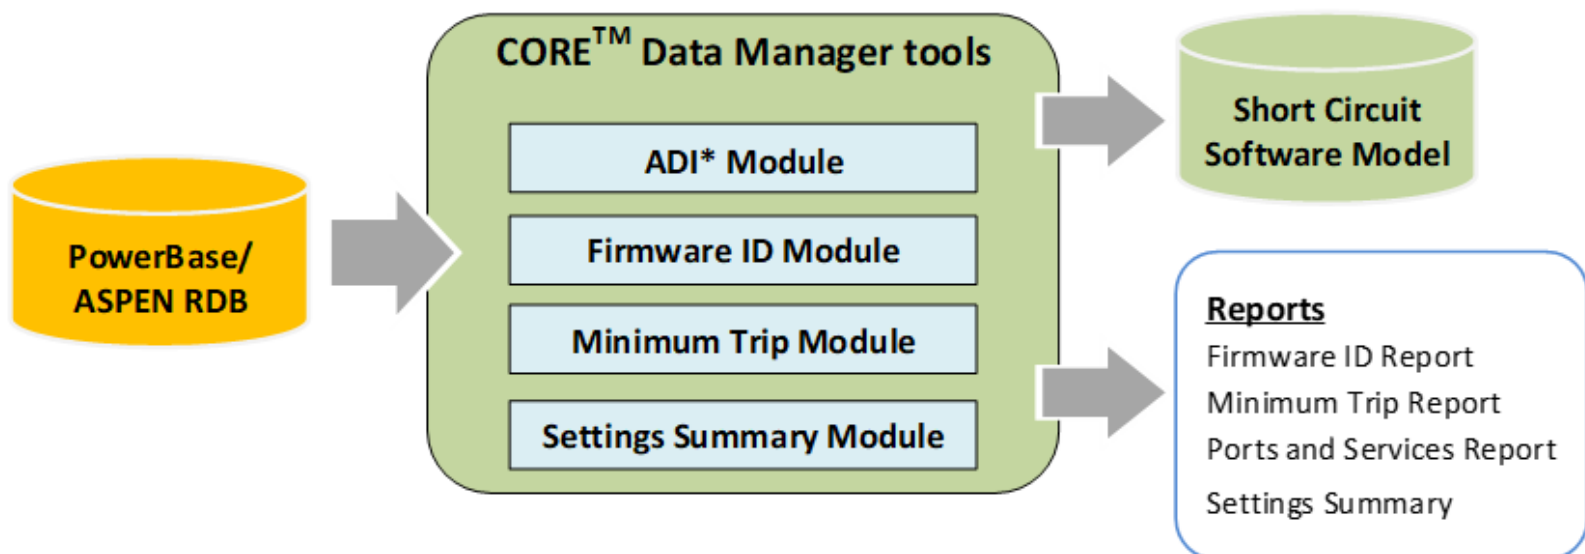 PowerBase/
ASPEN RDB
CORE™ Data Manager tools
ADI* Module
Firmware ID Module
Minimum Trip Module
Settings Summary Module
Short Circuit
Software Model
Reports
Firmware ID Report
Minimum Trip Report
Ports and Services Report
Settings Summary